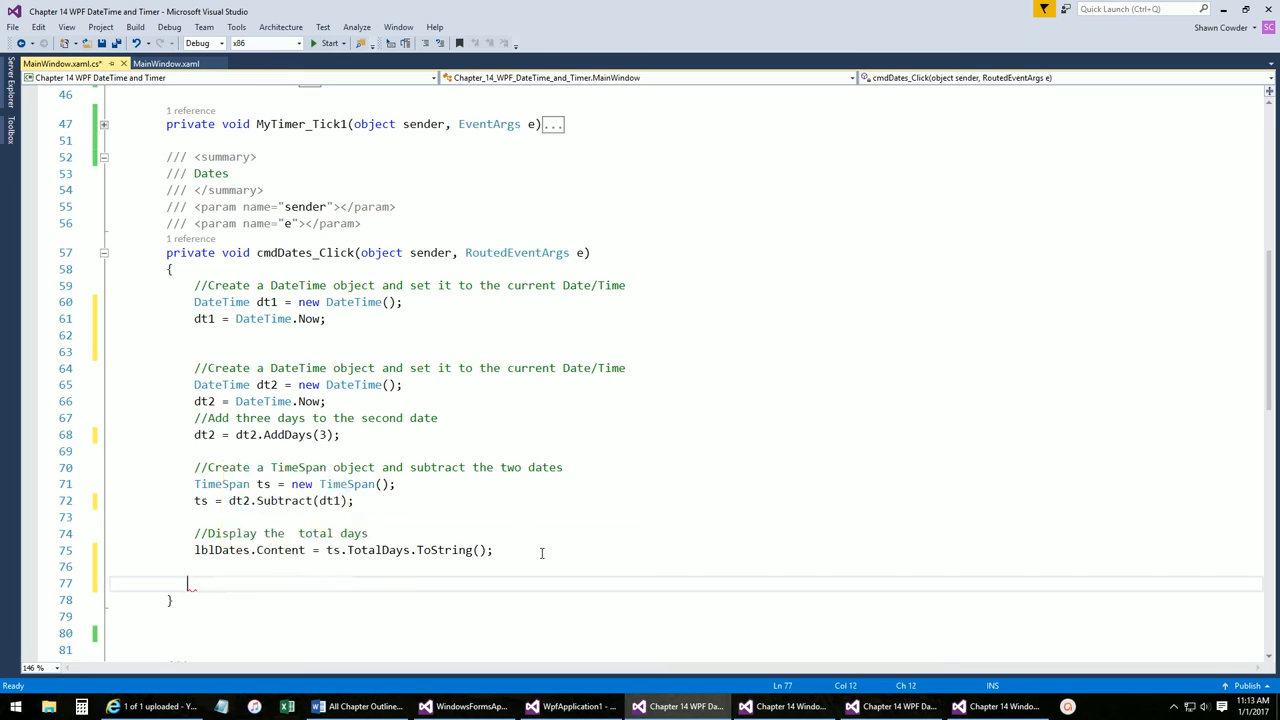 Chapter 14 WPF DateTime and Timer - Microsoft Visual Studio
Quick Launch (Ctrl+Q)
File Edit View Project Build Debug Team Tools Architecture Test Analyze Window Help
Shawn Cowder SC
Debug x86 Start
MainWindow.xaml.cs* MainWindow.xaml
Chapter 14 WPF DateTime and Timer Chapter_14_WPF_DateTime_and_Timer.MainWindow cmdDates_Click(object sender, RoutedEventArgs e)
Server Explorer
Toolbox
46
1 reference
47 private void MyTimer_Tick1(object sender, EventArgs e)...
51
52 /// <summary>
53 /// Dates
54 /// </summary>
55 /// <param name="sender"></param>
56 /// <param name="e"></param>
1 reference
57 private void cmdDates_Click(object sender, RoutedEventArgs e)
58 {
59 //Create a DateTime object and set it to the current Date/Time
60 DateTime dt1 = new DateTime();
61 dt1 = DateTime.Now;
62
63
64 //Create a DateTime object and set it to the current Date/Time
65 DateTime dt2 = new DateTime();
66 dt2 = DateTime.Now;
67 //Add three days to the second date
68 dt2 = dt2.AddDays(3);
69
70 //Create a TimeSpan object and subtract the two dates
71 TimeSpan ts = new TimeSpan();
72 ts = dt2.Subtract(dt1);
73
74 //Display the  total days
75 lblDates.Content = ts.TotalDays.ToString();
76
77
78 }
79
80
81 ///
146 %
Ready Ln 77 Col 12 Ch 12 INS Publish
1 of 1 uploaded - Y... All Chapter Outline... WindowsFormsAp... WpfApplication1 - ... Chapter 14 WPF Da... Chapter 14 Windo... Chapter 14 WPF Da... Chapter 14 Windo... 11:13 AM
1/1/2017